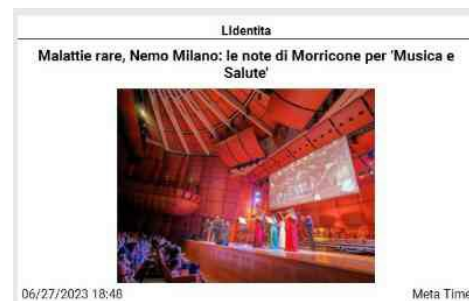 LIdentita
Malattie rare, Nemo Milano: le note di Morricone per 'Musica e
Salute'
06/27/2023 18:48
Meta Time